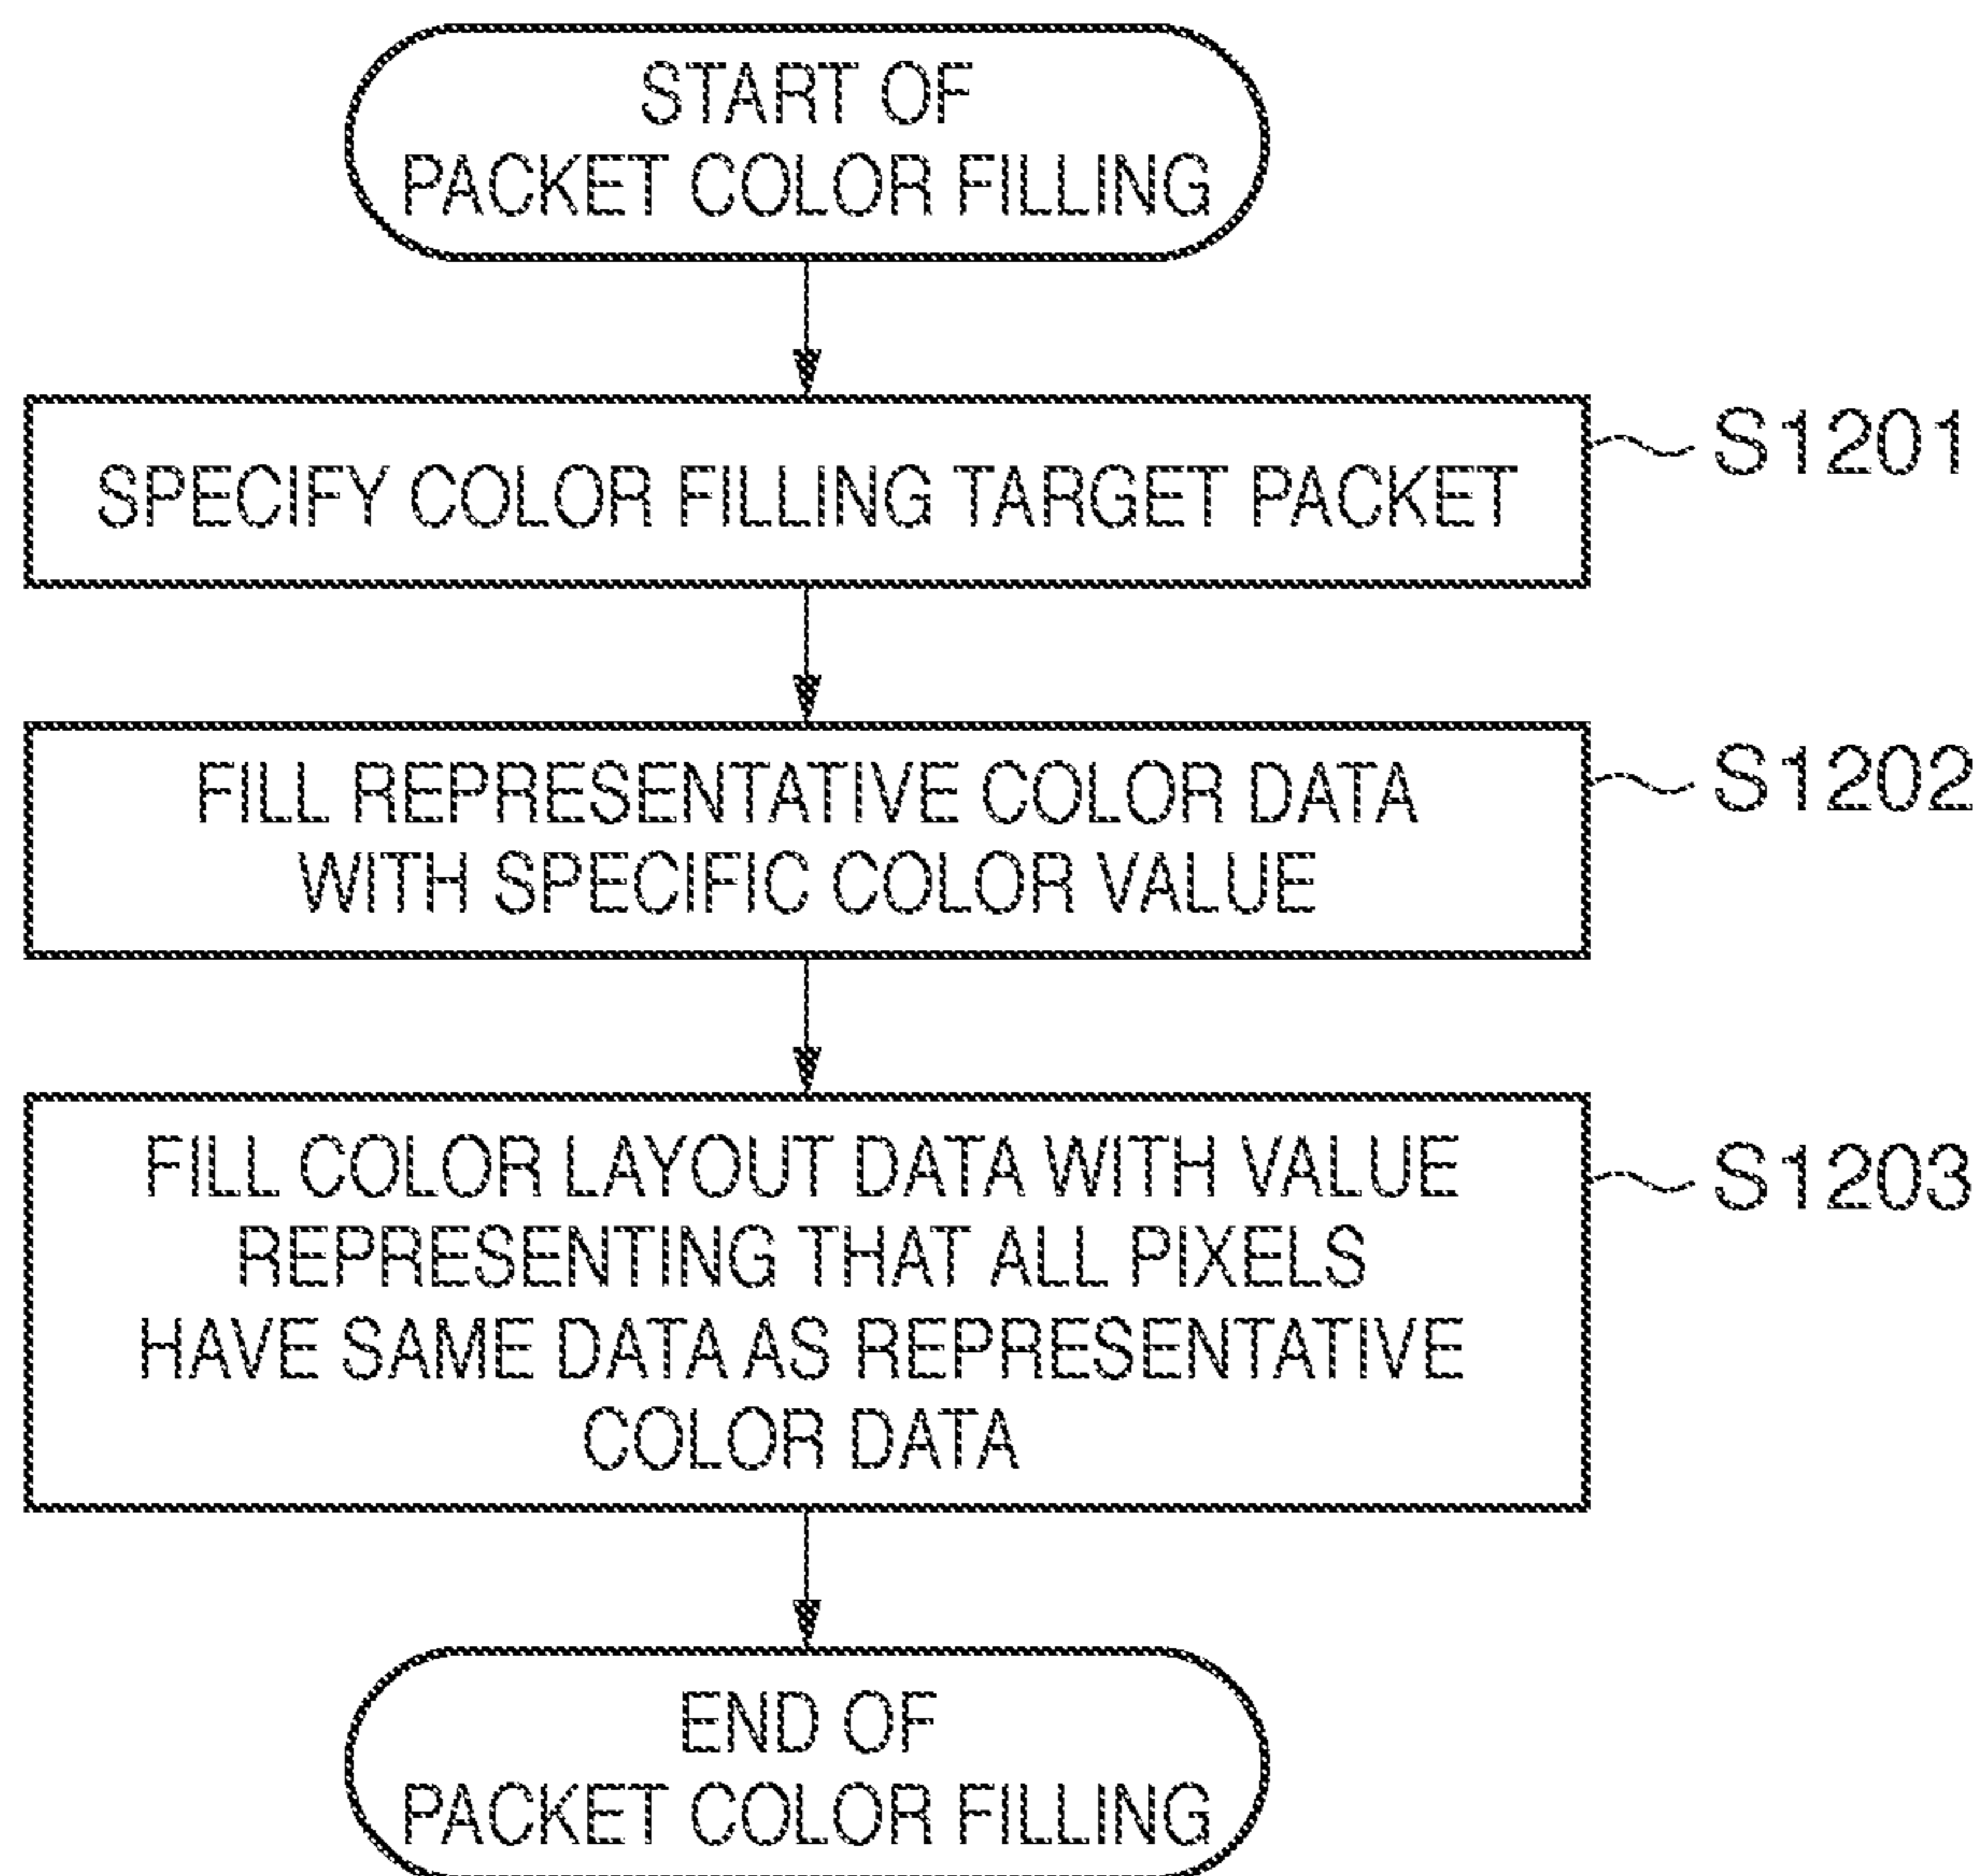 START OF
PACKET COLOR FILLING
SPECIFY COLOR FILLING TARGET PACKET
S1201
FILL REPRESENTATIVE COLOR DATA
WITH SPECIFIC COLOR VALUE
S1202
FILL COLOR LAYOUT DATA WITH VALUE
REPRESENTING THAT ALL PIXELS
HAVE SAME DATA AS REPRESENTATIVE
COLOR DATA
S1203
END OF
PACKET COLOR FILLING